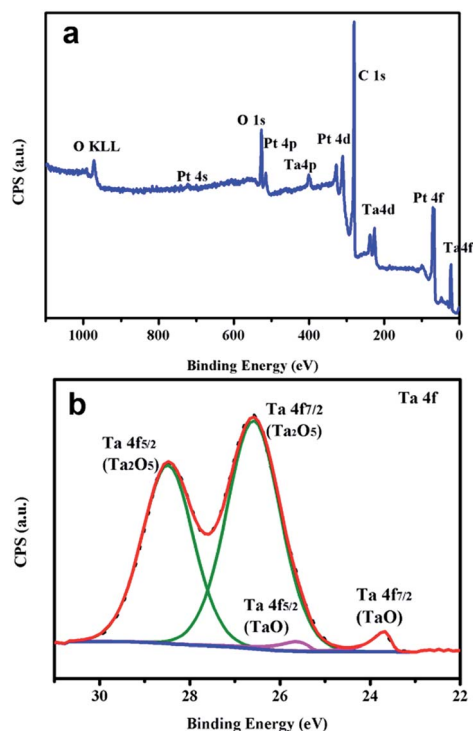 a
C 1s
O 1s
Pt 4p
Pt 4d
O KLL
Ta4p
Pt 4s
Pt 4f
Ta4d
Ta4f
CPS (a.u.)
1000 800 600 400 200 0
Binding Energy (eV)
b
Ta 4f
Ta 4f7/2
(Ta2O5)
Ta 4f5/2
(Ta2O5)
Ta 4f5/2
(TaO)
Ta 4f7/2
(TaO)
CPS (a.u.)
30 28 26 24 22
Binding Energy (eV)